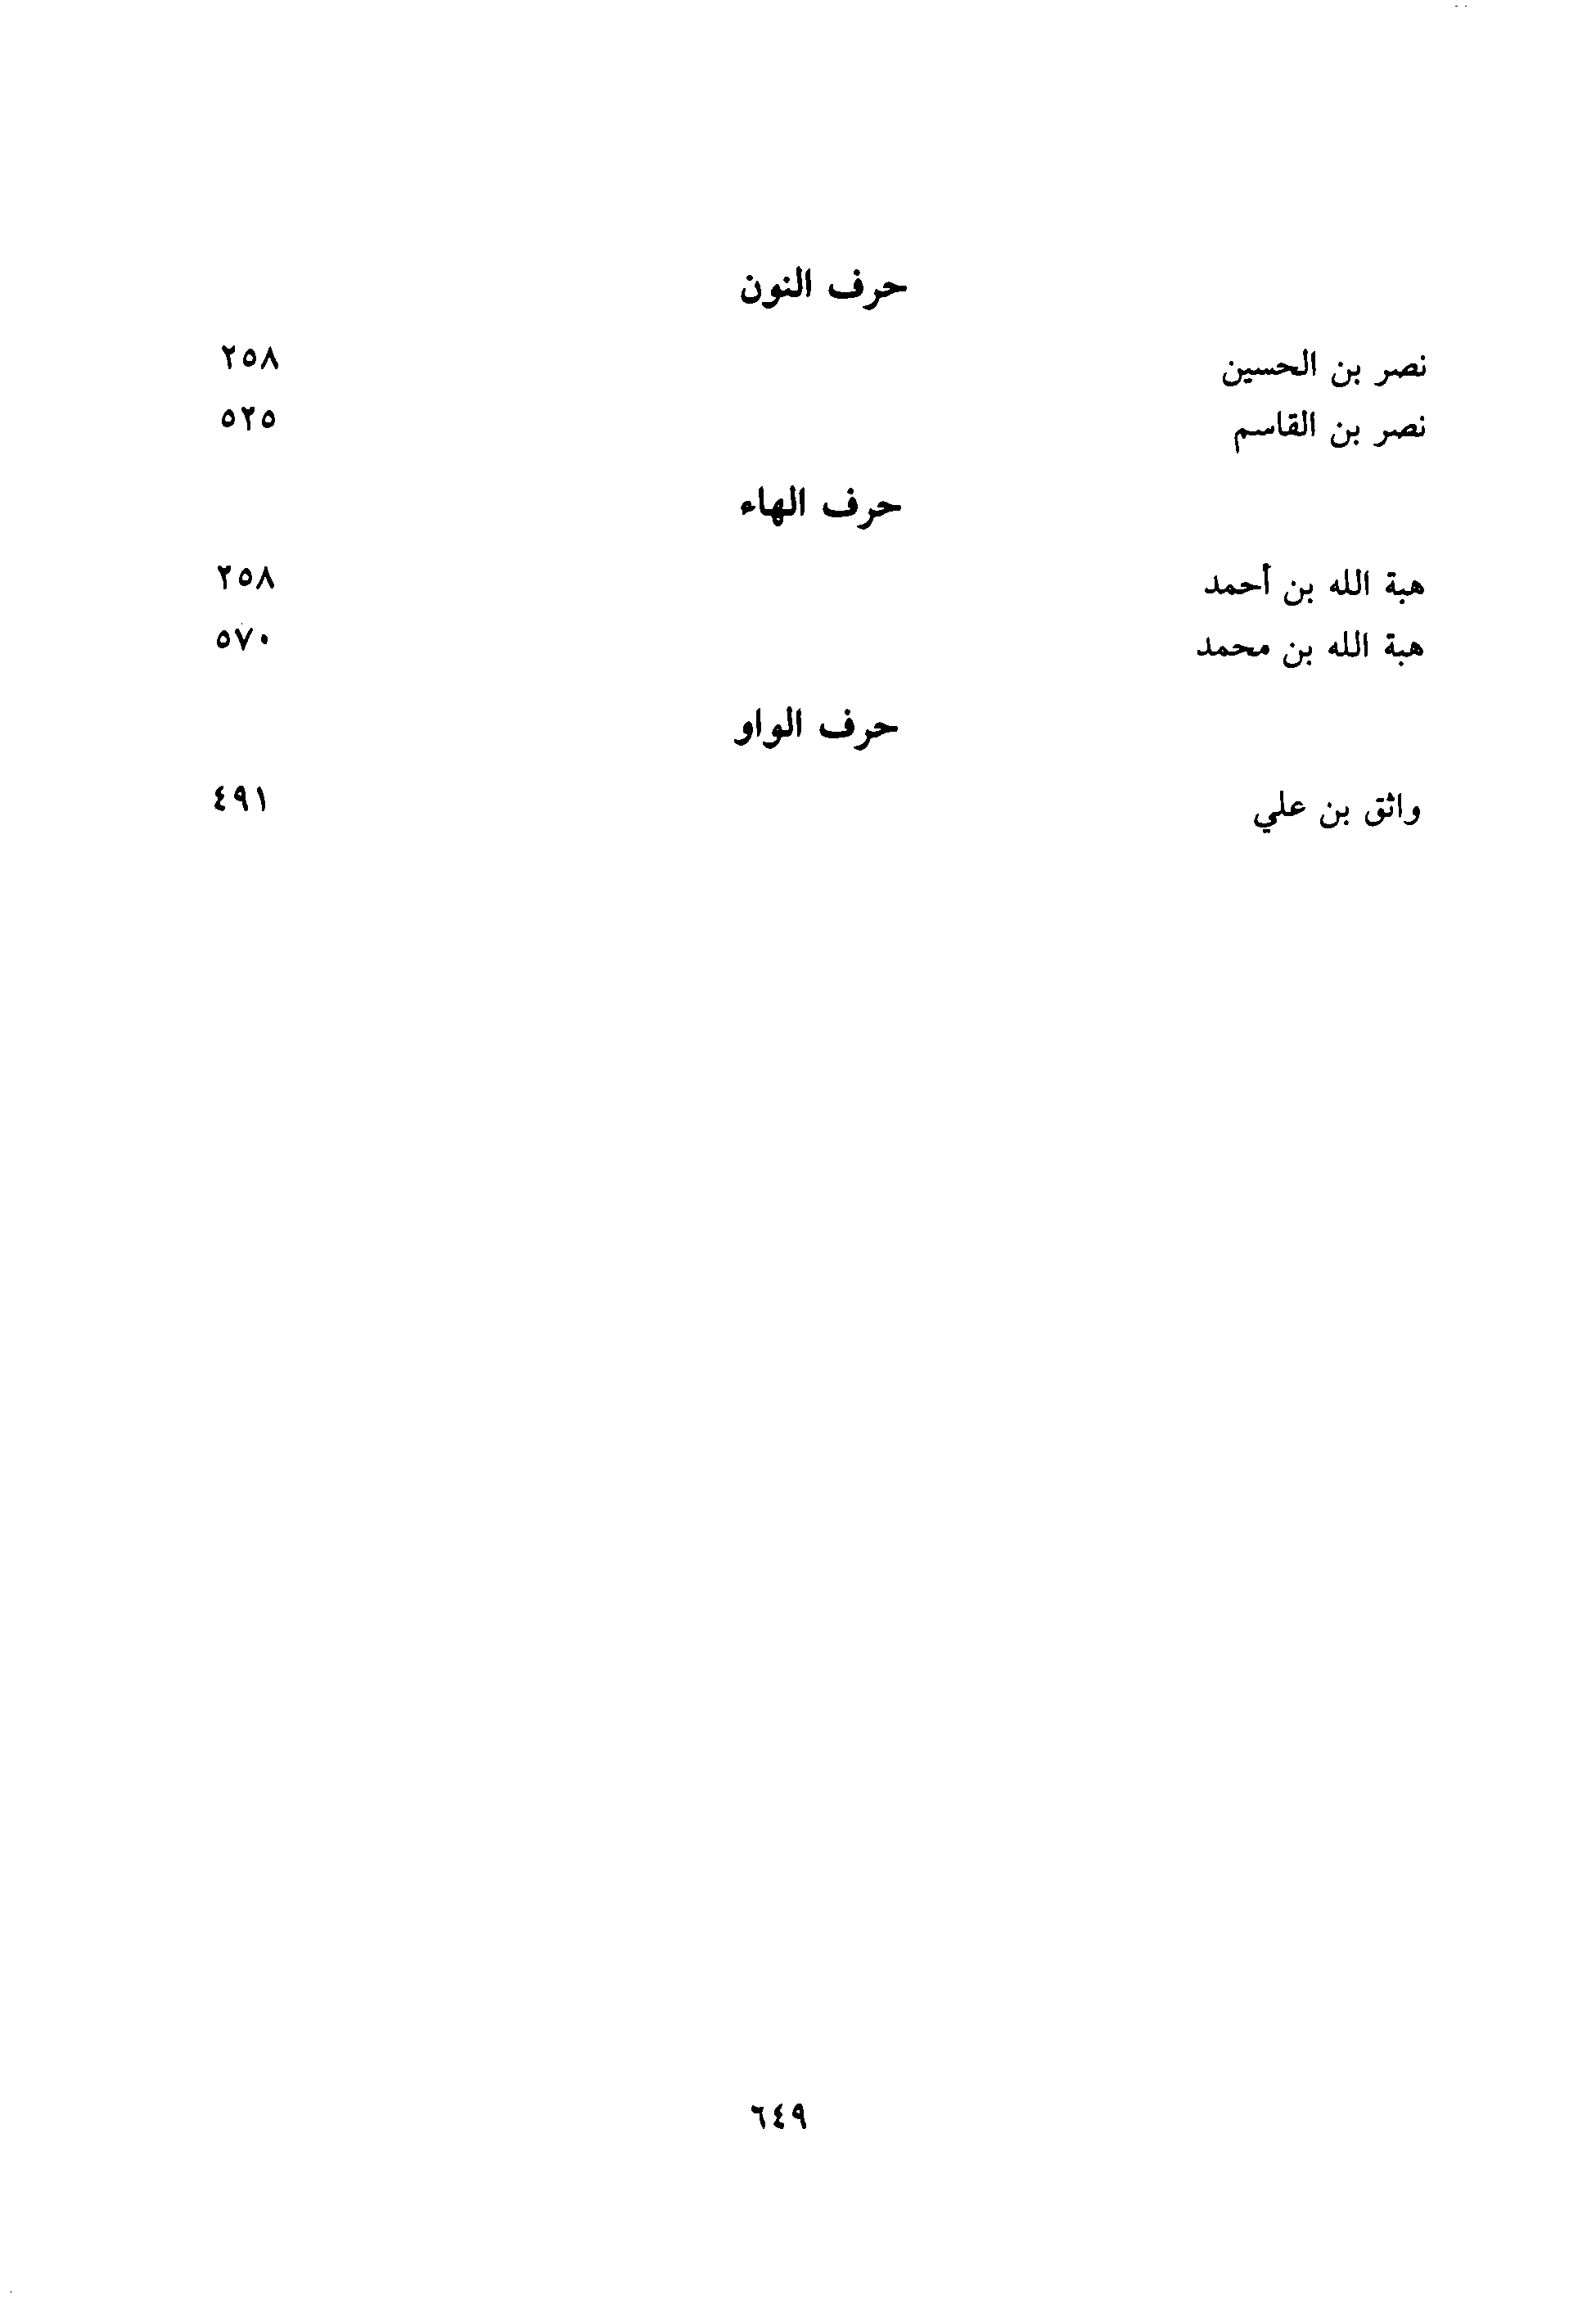 حرف النون
نصر بن الحسين ٢٥٨
نصر بن القاسم ٥٢٥
حرف الهاء
هبة الله بن أحمد ٢٥٨
هبة الله بن محمد ٥٧٠
حرف الواو
واثق بن علي ٤٩١
٦٤٩